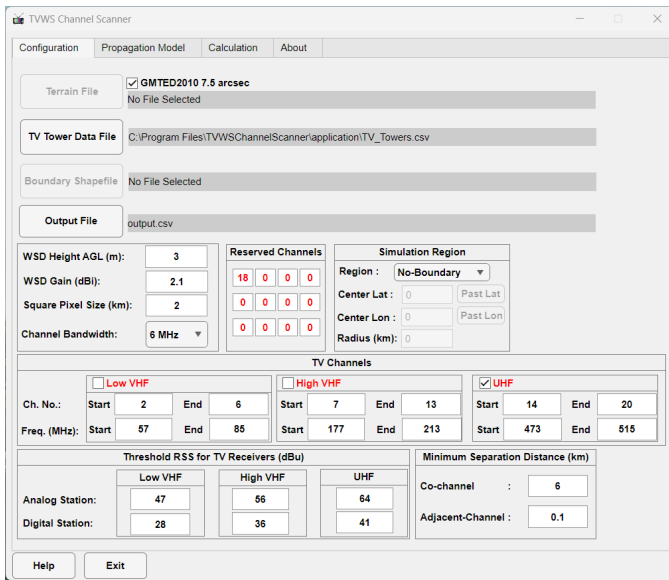 TVWS Channel Scanner
Configuration Propagation Model Calculation About
Terrain File
GMTED2010 7.5 arcsec
No File Selected
TV Tower Data File C:\Program Files\TVWSChannelScanner\application\TV_Towers.csv
Boundary Shapefile No File Selected
Output File output.csv
WSD Height AGL (m): 3
WSD Gain (dBi): 2.1
Square Pixel Size (km): 2
Channel Bandwidth: 6 MHz
Reserved Channels
18 0 0 0
0 0 0 0
0 0 0 0
Simulation Region
Region : No-Boundary
Center Lat : 0 Past Lat
Center Lon : 0 Past Lon
Radius (km): 0
TV Channels
Low VHF High VHF UHF
Ch. No.: Start 2 End 6 Start 7 End 13 Start 14 End 20
Freq. (MHz): Start 57 End 85 Start 177 End 213 Start 473 End 515
Threshold RSS for TV Receivers (dBu)
Low VHF High VHF UHF
Analog Station: 47 56 64
Digital Station: 28 36 41
Minimum Separation Distance (km)
Co-channel : 6
Adjacent-Channel : 0.1
Help Exit